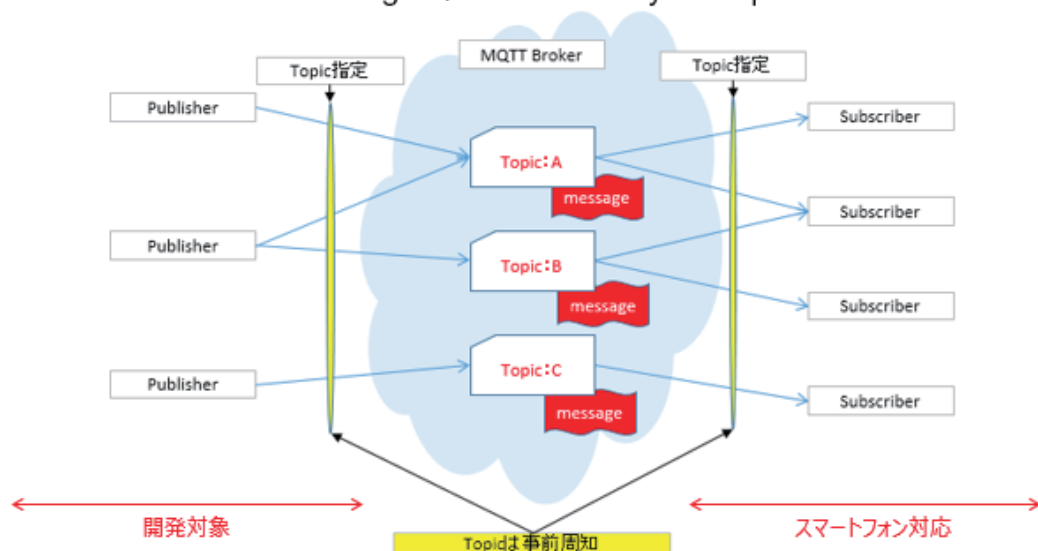 MQTT Broker
Topic指定
Topic指定
Publisher
Subscriber
Topic:A
message
Subscriber
Publisher
Topic:B
message
Subscriber
Topic:C
Publisher
message
Subscriber
開発対象
スマートフォン対応
Topicは事前周知